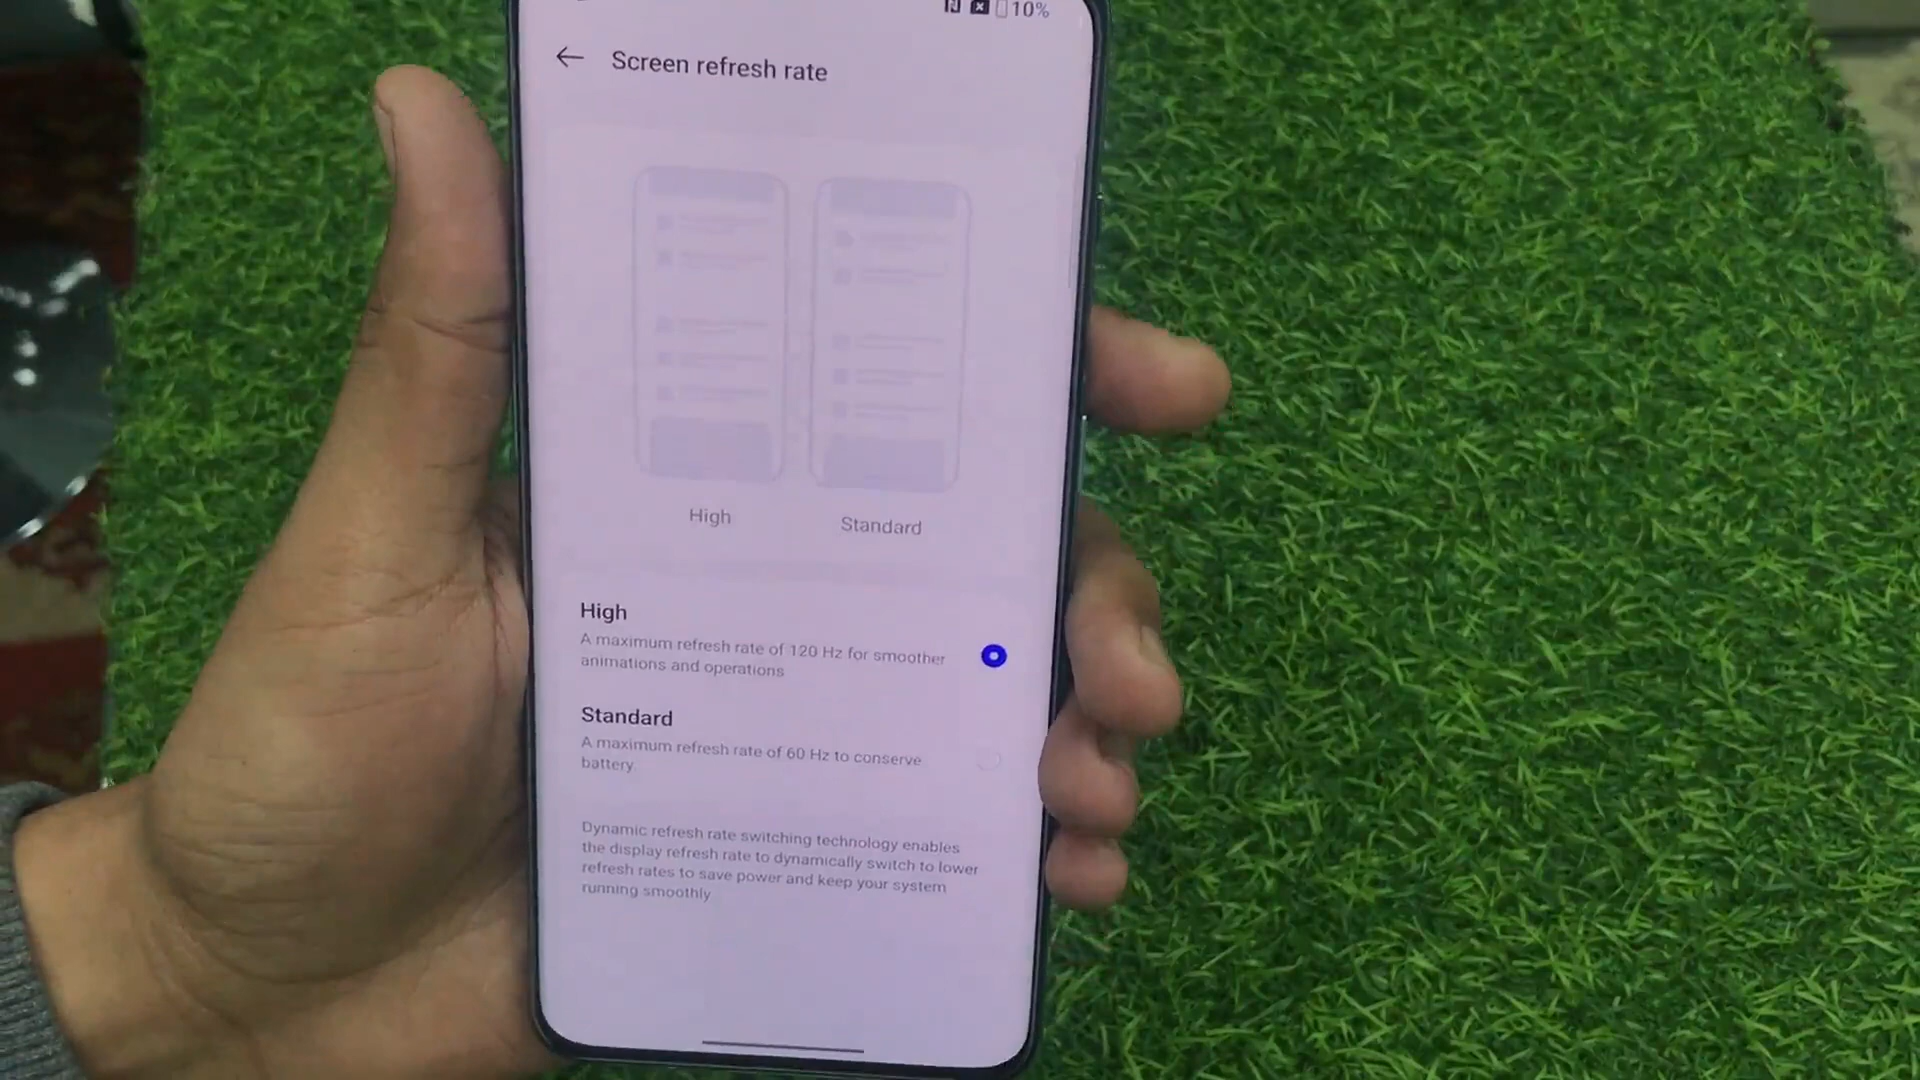 10%
Screen refresh rate
High
Standard
High
A maximum refresh rate of 120 Hz for smoother
animations and operations
Standard
A maximum refresh rate of 60 Hz to conserve
battery
Dynamic refresh rate switching technology enables
the display refresh rate to dynamically switch to lower
refresh rates to save power and keep your system
running smoothly